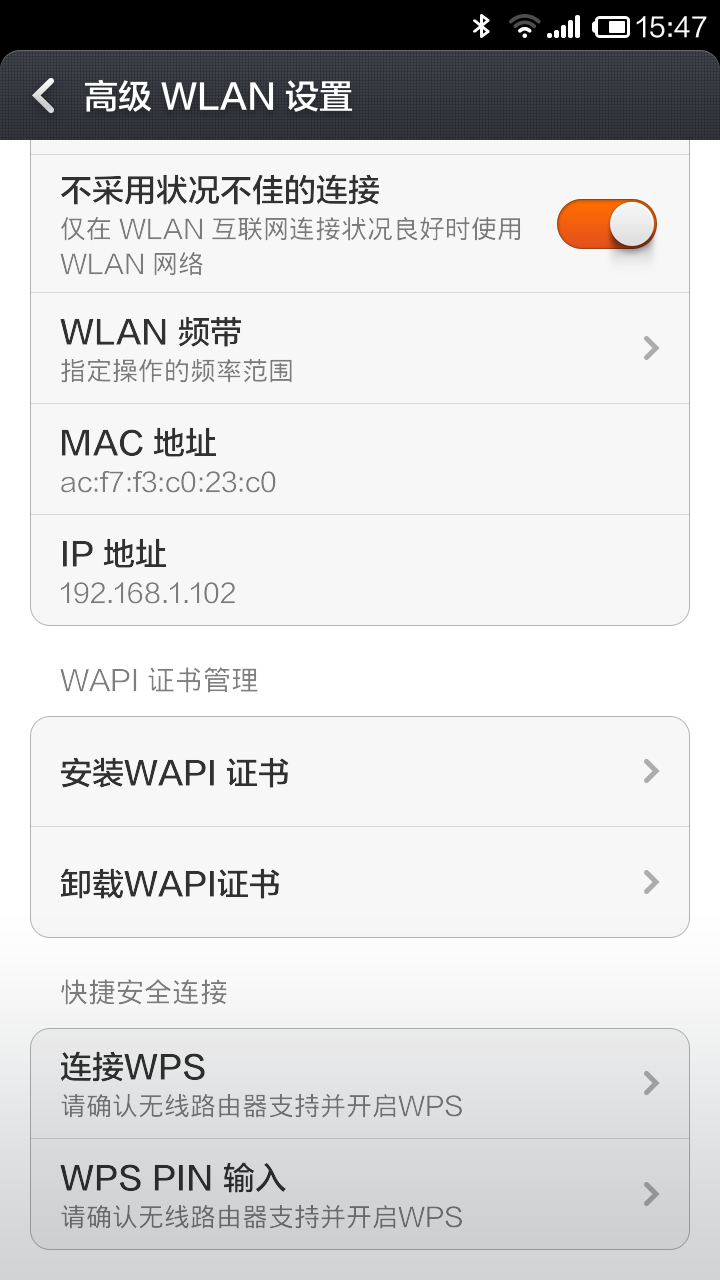 15:47
高级 WLAN 设置
不采用状况不佳的连接
仅在 WLAN 互联网连接状况良好时使用
WLAN 网络
WLAN 频带
指定操作的频率范围
MAC 地址
ac:f7:f3:c0:23:c0
IP 地址
192.168.1.102
WAPI 证书管理
安装WAPI 证书
卸载WAPI证书
快捷安全连接
连接WPS
请确认无线路由器支持并开启WPS
WPS PIN 输入
请确认无线路由器支持并开启WPS